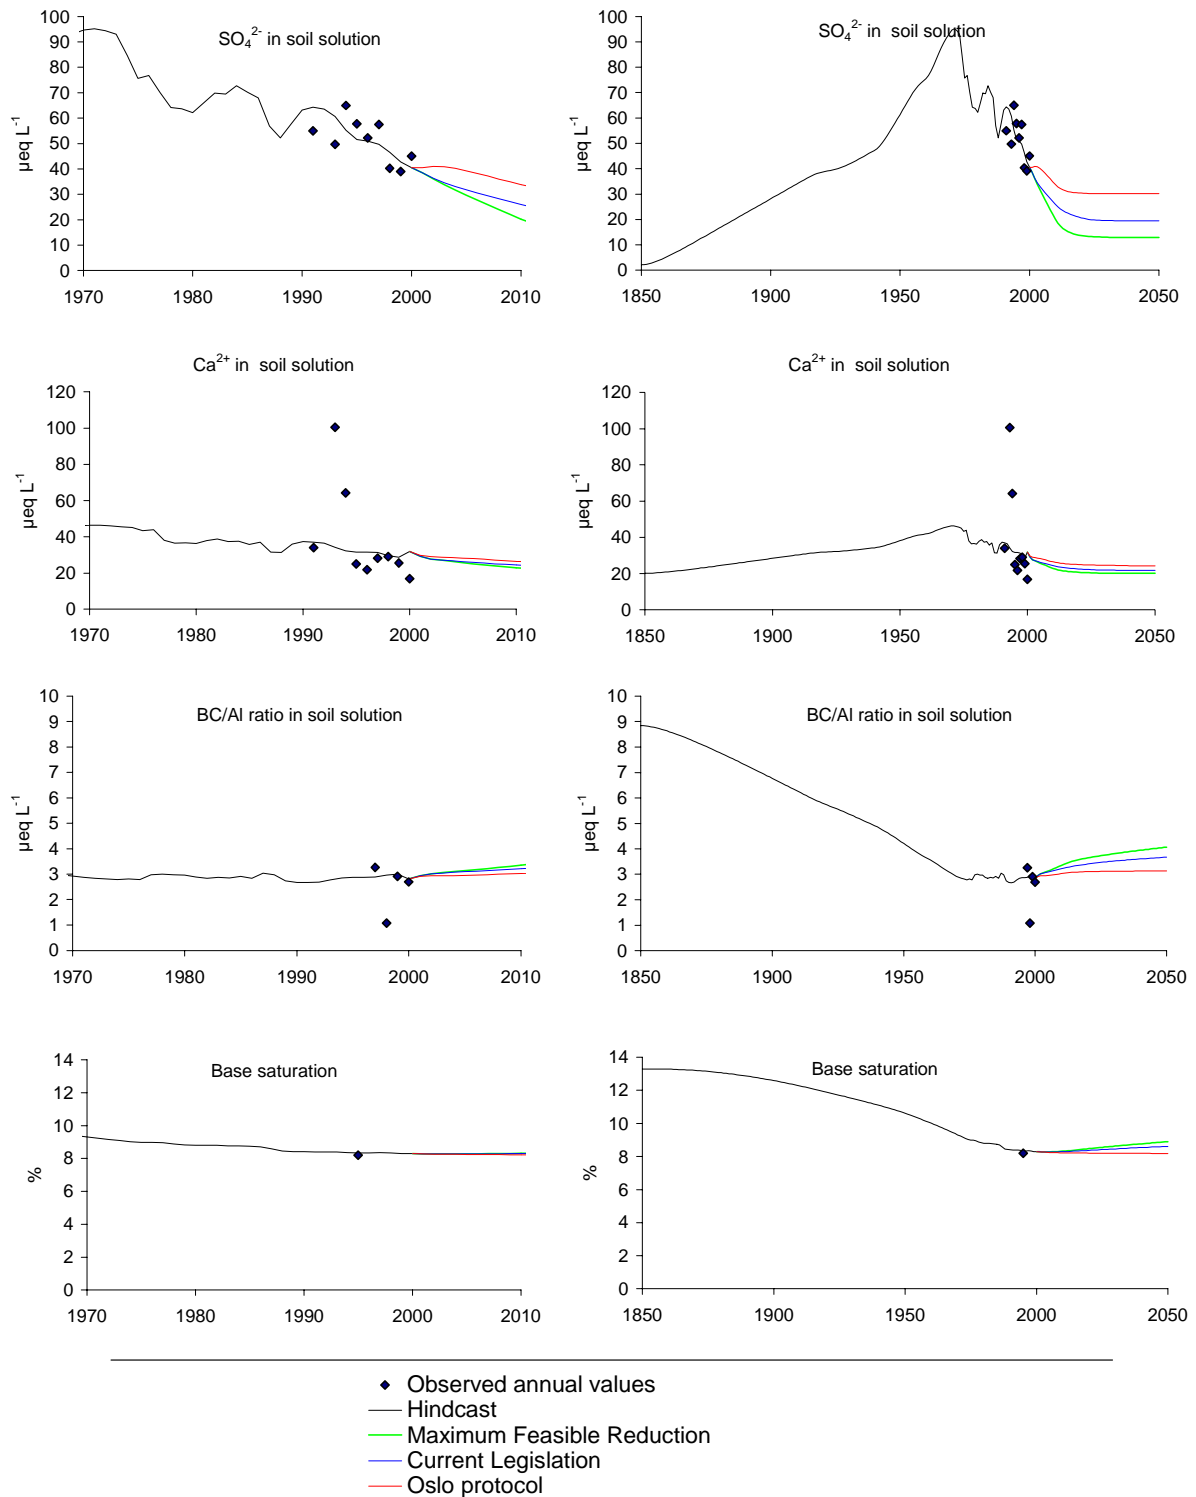 SO₄²⁻ in soil solution
µeq L⁻¹
100
90
80
70
60
50
40
30
20
10
0
1970 1980 1990 2000 2010
SO₄²⁻ in soil solution
µeq L⁻¹
100
90
80
70
60
50
40
30
20
10
0
1850 1900 1950 2000 2050
Ca²⁺ in soil solution
µeq L⁻¹
120
100
80
60
40
20
0
1970 1980 1990 2000 2010
Ca²⁺ in soil solution
µeq L⁻¹
120
100
80
60
40
20
0
1850 1900 1950 2000 2050
BC/Al ratio in soil solution
µeq L⁻¹
10
9
8
7
6
5
4
3
2
1
0
1970 1980 1990 2000 2010
BC/Al ratio in soil solution
µeq L⁻¹
10
9
8
7
6
5
4
3
2
1
0
1850 1900 1950 2000 2050
Base saturation
%
14
12
10
8
6
4
2
0
1970 1980 1990 2000 2010
Base saturation
%
14
12
10
8
6
4
2
0
1850 1900 1950 2000 2050
Observed annual values
Hindcast
Maximum Feasible Reduction
Current Legislation
Oslo protocol